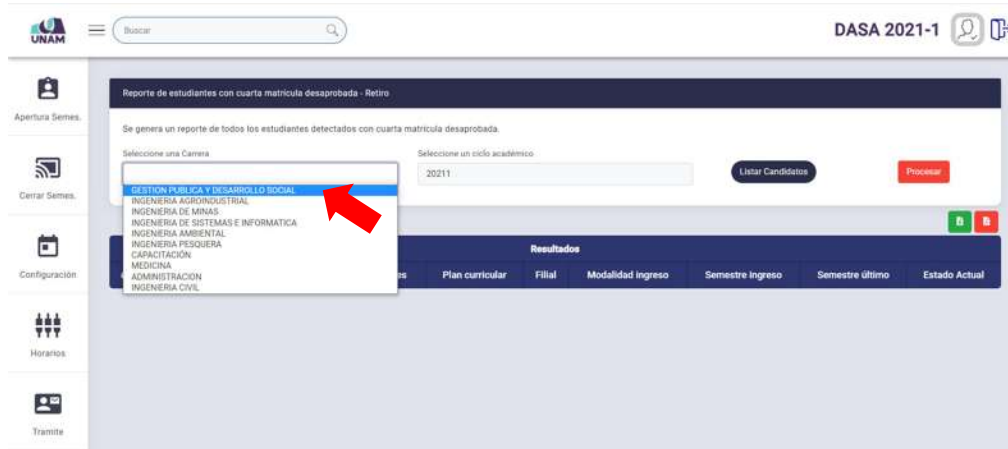 UNAM
Buscar
DASA 2021-1
Apertura Semes.
Cerrar Semes.
Configuración
Horarios
Tramite
Reporte de estudiantes con cuarta matrícula desaprobada - Retiro
Se genera un reporte de todos los estudiantes detectados con cuarta matrícula desaprobada.
Seleccione una Carrera
Seleccione un ciclo académico
20211
Listar Candidatos
Procesar
GESTION PUBLICA Y DESARROLLO SOCIAL
INGENIERIA AGROINDUSTRIAL
INGENIERIA DE MINAS
INGENIERIA DE SISTEMAS E INFORMATICA
INGENIERIA AMBIENTAL
INGENIERIA PESQUERA
CAPACITACIÓN
MEDICINA
ADMINISTRACION
INGENIERIA CIVIL
Resultados
Plan curricular Filial Modalidad ingreso Semestre ingreso Semestre último Estado Actual